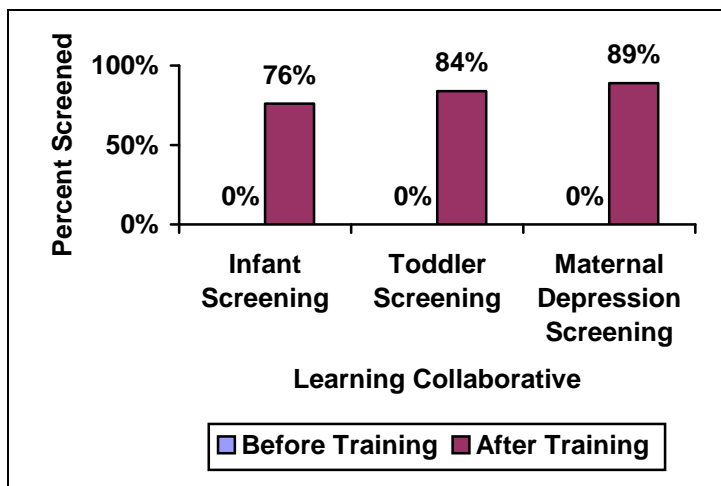 Percent Screened
100%
50%
0%
76%
84%
89%
0%
0%
0%
Infant
Screening
Toddler
Screening
Maternal
Depression
Screening
Learning Collaborative
Before Training After Training